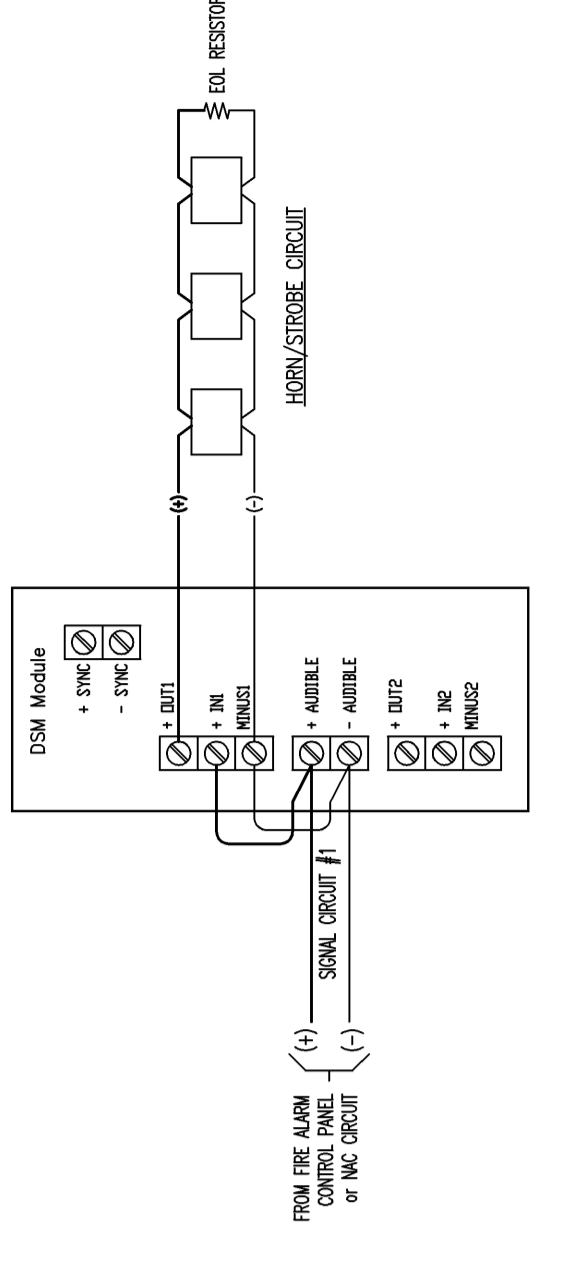 DSM Module
+ SYNC
- SYNC
+ OUT1
+ IN1
MINUS1
+ AUDIBLE
- AUDIBLE
+ OUT2
+ IN2
MINUS2
(+)
(-)
EOL RESISTOR
HORN/STROBE CIRCUIT
SIGNAL CIRCUIT #1
(+)
(-)
FROM FIRE ALARM
CONTROL PANEL
or NAC CIRCUIT